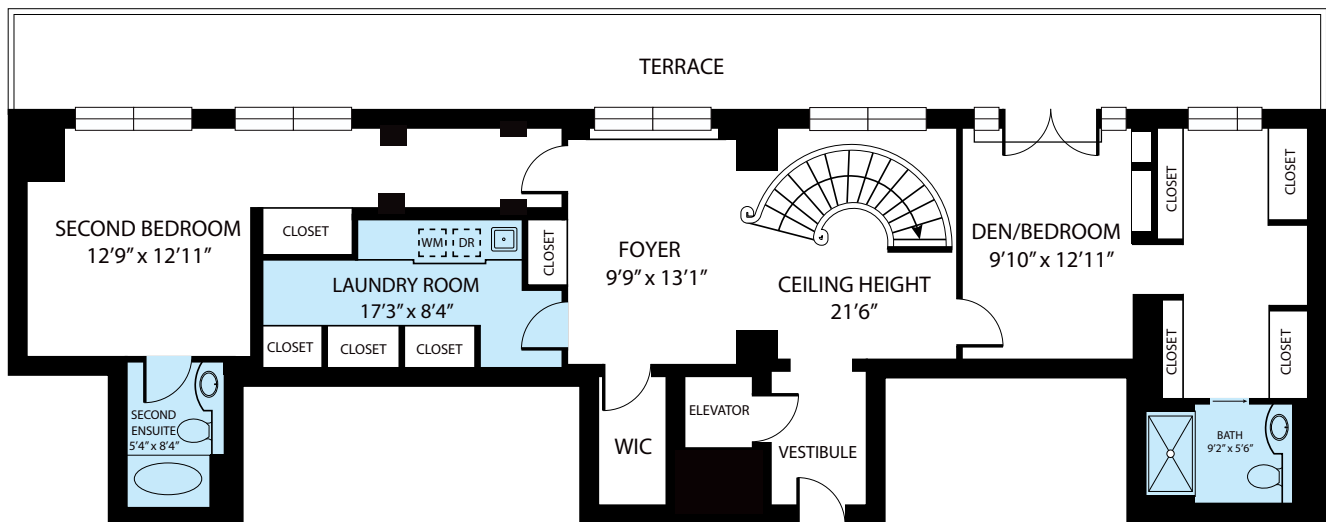 TERRACE
SECOND BEDROOM
12’9” x 12’11”
CLOSET
WM
DR
CLOSET
LAUNDRY ROOM
17’3” x 8’4”
CLOSET
CLOSET
CLOSET
FOYER
9’9” x 13’1”
CEILING HEIGHT
21’6”
DEN/BEDROOM
9’10” x 12’11”
CLOSET
CLOSET
CLOSET
CLOSET
SECOND
ENSUITE
5’4” x 8’4”
WIC
ELEVATOR
VESTIBULE
BATH
9’2” x 5’6”